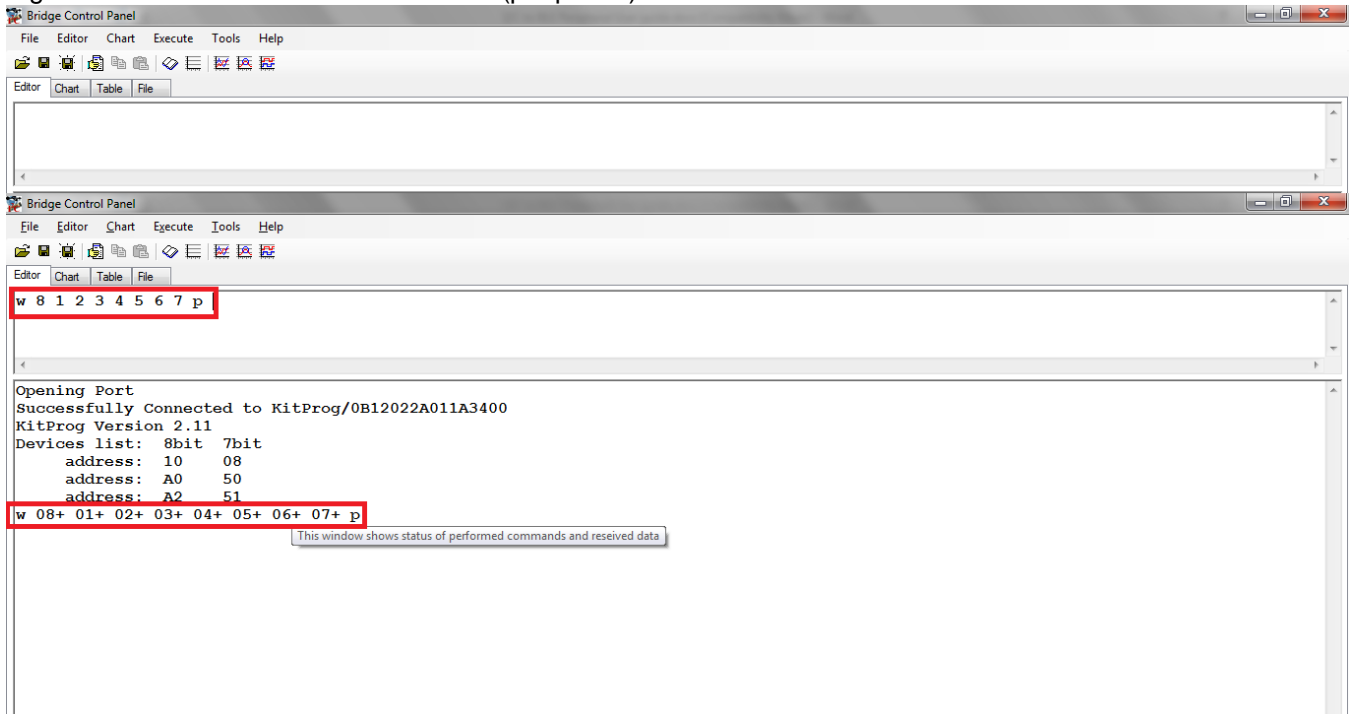 Bridge Control Panel
File Editor Chart Execute Tools Help
Editor Chart Table File
Bridge Control Panel
File Editor Chart Execute Tools Help
Editor Chart Table File
w 8 1 2 3 4 5 6 7 p
Opening Port
Successfully Connected to KitProg/0B12022A011A3400
KitProg Version 2.11
Devices list: 8bit 7bit
address: 10 08
address: A0 50
address: A2 51
w 08+ 01+ 02+ 03+ 04+ 05+ 06+ 07+ p
This window shows status of performed commands and reseived data